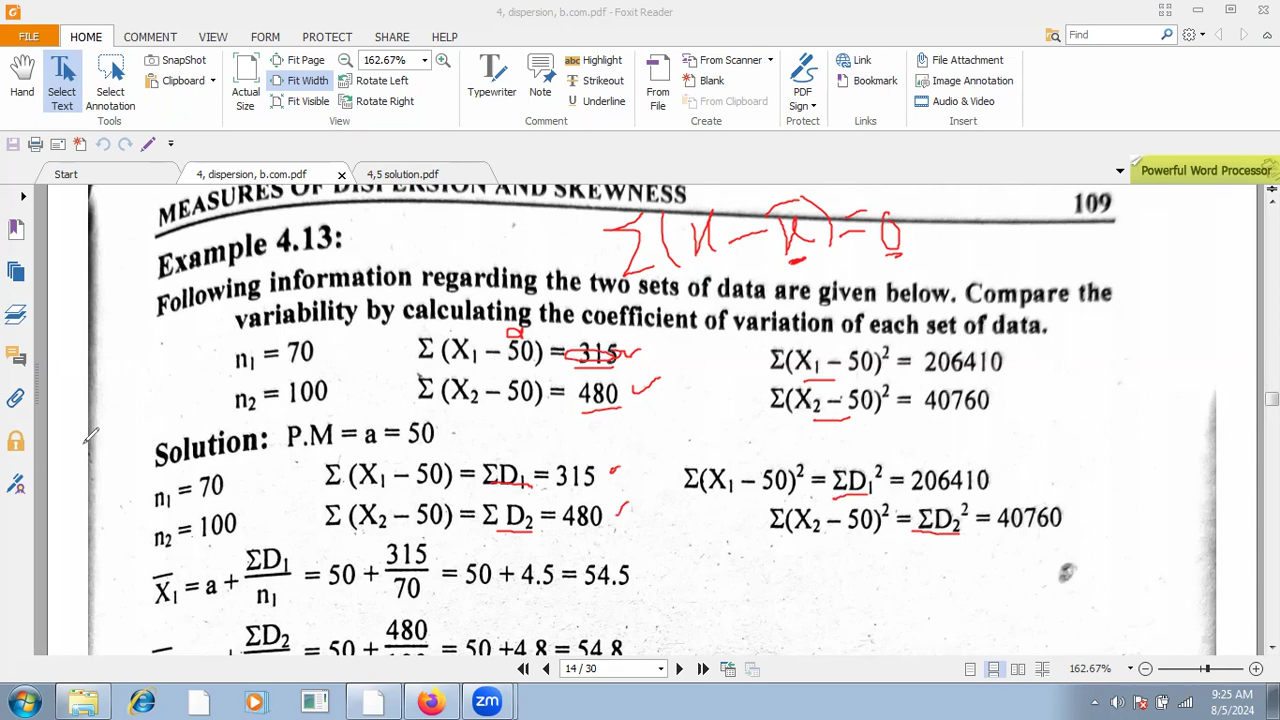 4, dispersion, b.com.pdf - Foxit Reader
FILE HOME COMMENT VIEW FORM PROTECT SHARE HELP Find
Hand Select Text SnapShot Clipboard Select Annotation
Tools
Actual Size Fit Page Fit Width Fit Visible 162.67% Rotate Left Rotate Right
View
Typewriter Note Highlight Strikeout Underline
Comment
From File From Scanner Blank From Clipboard
Create
PDF Sign
Protect
Link Bookmark
Links
File Attachment Image Annotation Audio & Video
Insert
Start 4, dispersion, b.com.pdf 4,5 solution.pdf Powerful Word Processor
MEASURES OF DISPERSION AND SKEWNESS 109
Σ(x - x̄) = 0
Example 4.13:
Following information regarding the two sets of data are given below. Compare the
variability by calculating the coefficient of variation of each set of data.
n₁ = 70 Σ (X₁ – 50) = 315 Σ(X₁ – 50)² = 206410
n₂ = 100 Σ (X₂ – 50) = 480 Σ(X₂ – 50)² = 40760
Solution: P.M = a = 50
n₁ = 70 Σ (X₁ – 50) = ΣD₁ = 315 Σ(X₁ – 50)² = ΣD₁² = 206410
n₂ = 100 Σ (X₂ – 50) = Σ D₂ = 480 Σ(X₂ – 50)² = ΣD₂² = 40760
X̄₁ = a + ΣD₁/n₁ = 50 + 315/70 = 50 + 4.5 = 54.5
ΣD₂ = 50 + 480 = 50 +4.8 = 54.8
14 / 30 162.67%
zm 9:25 AM
8/5/2024